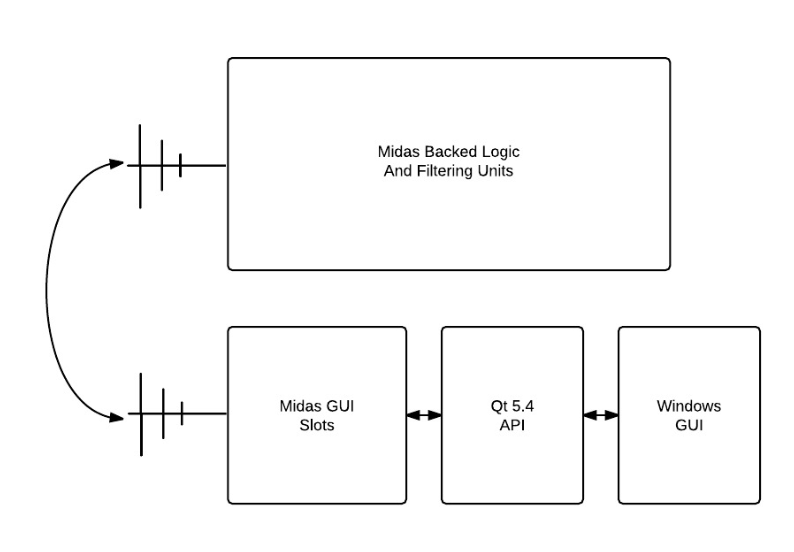 Midas Backed Logic
And Filtering Units
Midas GUI
Slots
Qt 5.4
API
Windows
GUI